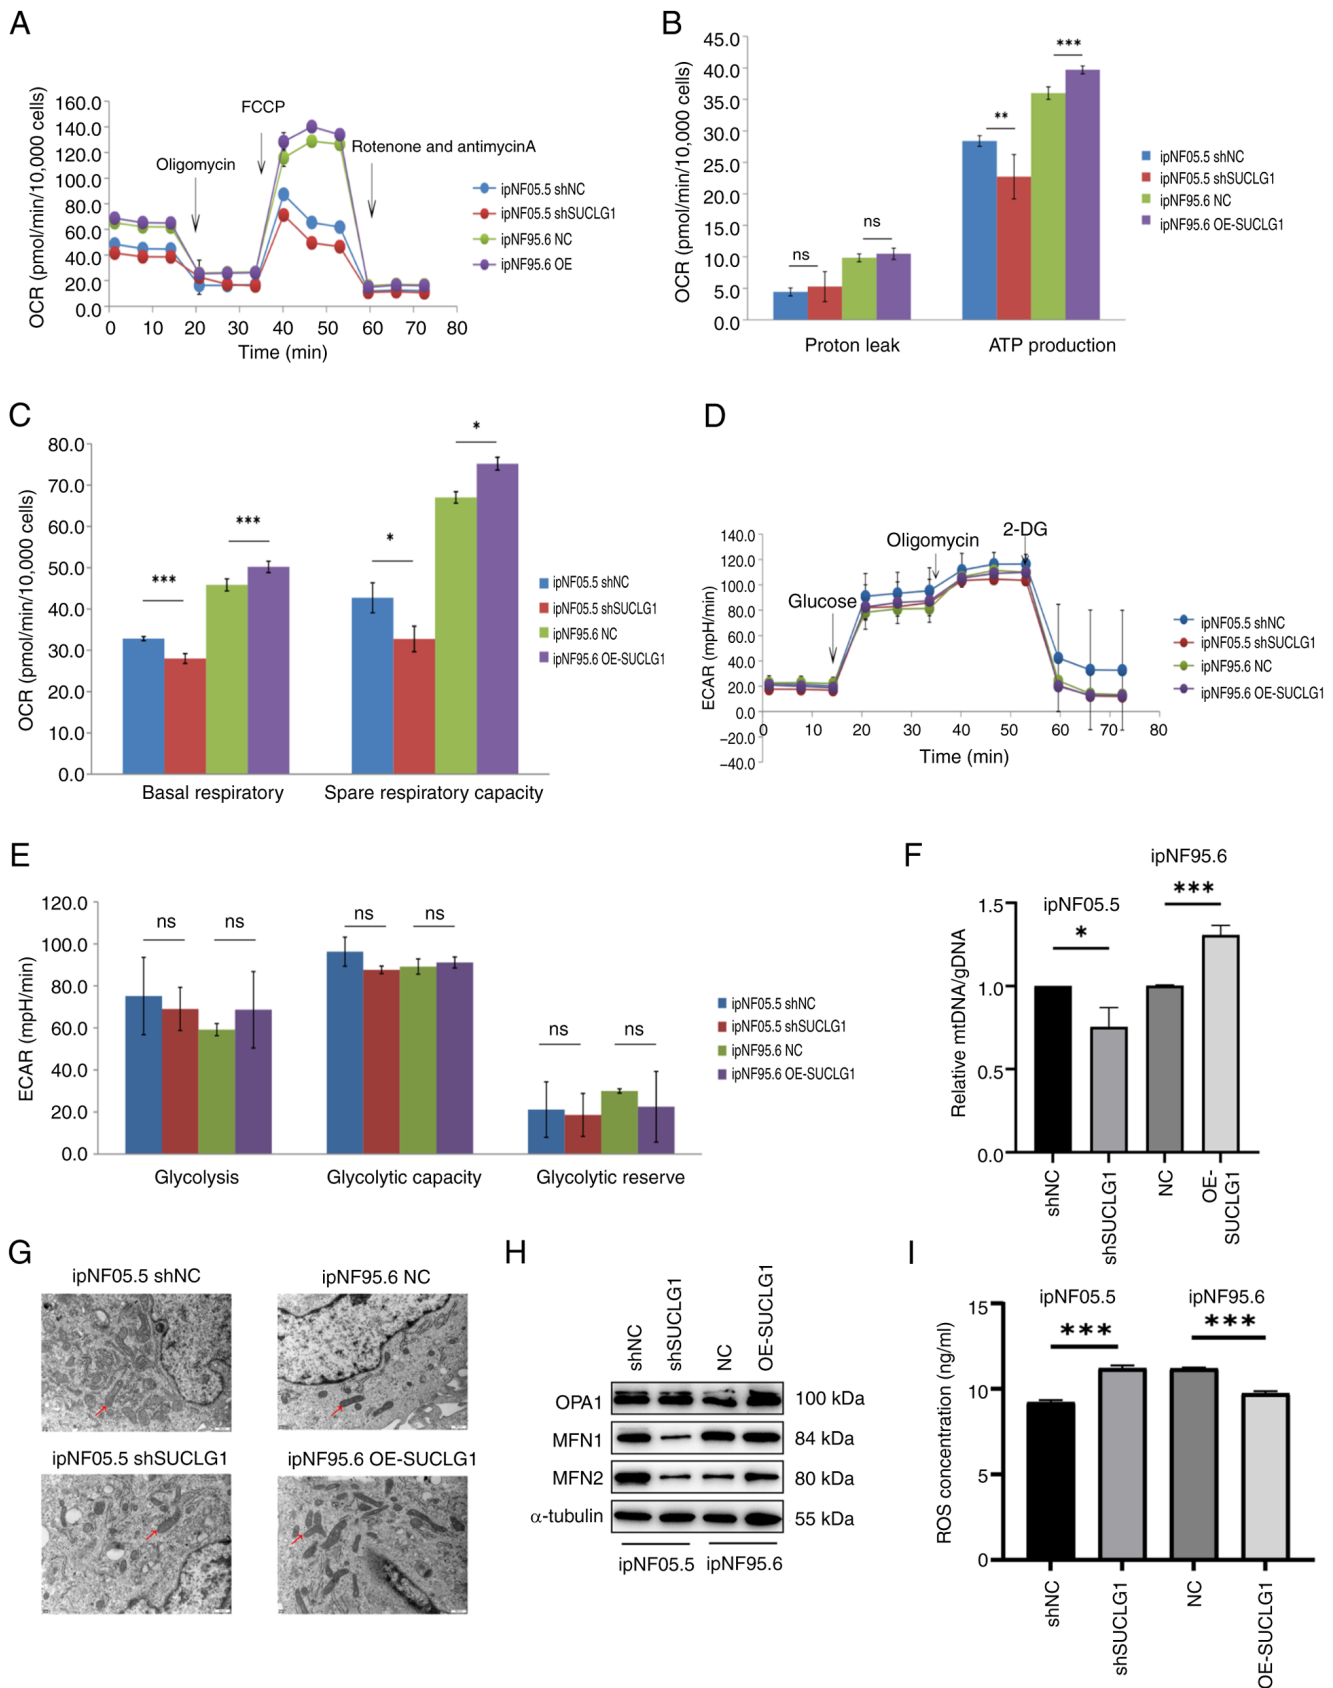 A
OCR (pmol/min/10,000 cells)
160.0
140.0
120.0
100.0
80.0
60.0
40.0
20.0
0.0
FCCP
Oligomycin
Rotenone and antimycinA
ipNF05.5 shNC
ipNF05.5 shSUCLG1
ipNF95.6 NC
ipNF95.6 OE
0 10 20 30 40 50 60 70 80
Time (min)
B
OCR (pmol/min/10,000 cells)
45.0
40.0
35.0
30.0
25.0
20.0
15.0
10.0
5.0
0.0
***
**
ns
ns
ipNF05.5 shNC
ipNF05.5 shSUCLG1
ipNF95.6 NC
ipNF95.6 OE-SUCLG1
Proton leak
ATP production
C
OCR (pmol/min/10,000 cells)
80.0
70.0
60.0
50.0
40.0
30.0
20.0
10.0
0.0
*
***
*
***
ipNF05.5 shNC
ipNF05.5 shSUCLG1
ipNF95.6 NC
ipNF95.6 OE-SUCLG1
Basal respiratory
Spare respiratory capacity
D
ECAR (mpH/min)
140.0
120.0
100.0
80.0
60.0
40.0
20.0
0.0
−20.0
−40.0
Glucose
Oligomycin
2-DG
0 10 20 30 40 50 60 70 80
Time (min)
ipNF05.5 shNC
ipNF05.5 shSUCLG1
ipNF95.6 NC
ipNF95.6 OE-SUCLG1
E
ECAR (mpH/min)
120.0
100.0
80.0
60.0
40.0
20.0
0.0
ns ns
ns ns
ns ns
ipNF05.5 shNC
ipNF05.5 shSUCLG1
ipNF95.6 NC
ipNF95.6 OE-SUCLG1
Glycolysis
Glycolytic capacity
Glycolytic reserve
F
Relative mtDNA/gDNA
1.5
1.0
0.5
0.0
ipNF95.6
***
ipNF05.5
*
shNC
shSUCLG1
NC
OE-
SUCLG1
G
ipNF05.5 shNC
ipNF95.6 NC
ipNF05.5 shSUCLG1
ipNF95.6 OE-SUCLG1
H
shNC
shSUCLG1
NC
OE-SUCLG1
OPA1 100 kDa
MFN1 84 kDa
MFN2 80 kDa
α-tubulin 55 kDa
ipNF05.5 ipNF95.6
I
ROS concentration (ng/ml)
15
10
5
0
ipNF05.5 ipNF95.6
*** ***
shNC
shSUCLG1
NC
OE-SUCLG1